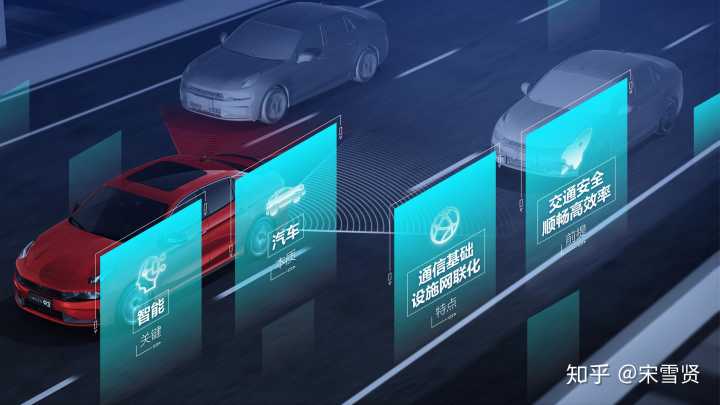 智能
关键
汽车
本质
通信基础
设施网联化
特点
交通安全
顺畅高效率
前提
知乎 @宋雪贤